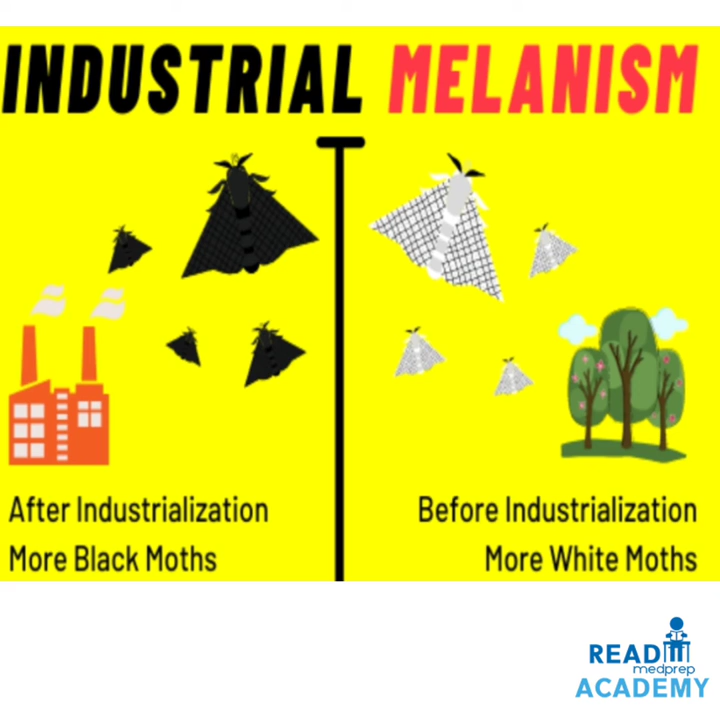 INDUSTRIAL MELANISM
After Industrialization
More Black Moths
Before Industrialization
More White Moths
READ
medprep
ACADEMY